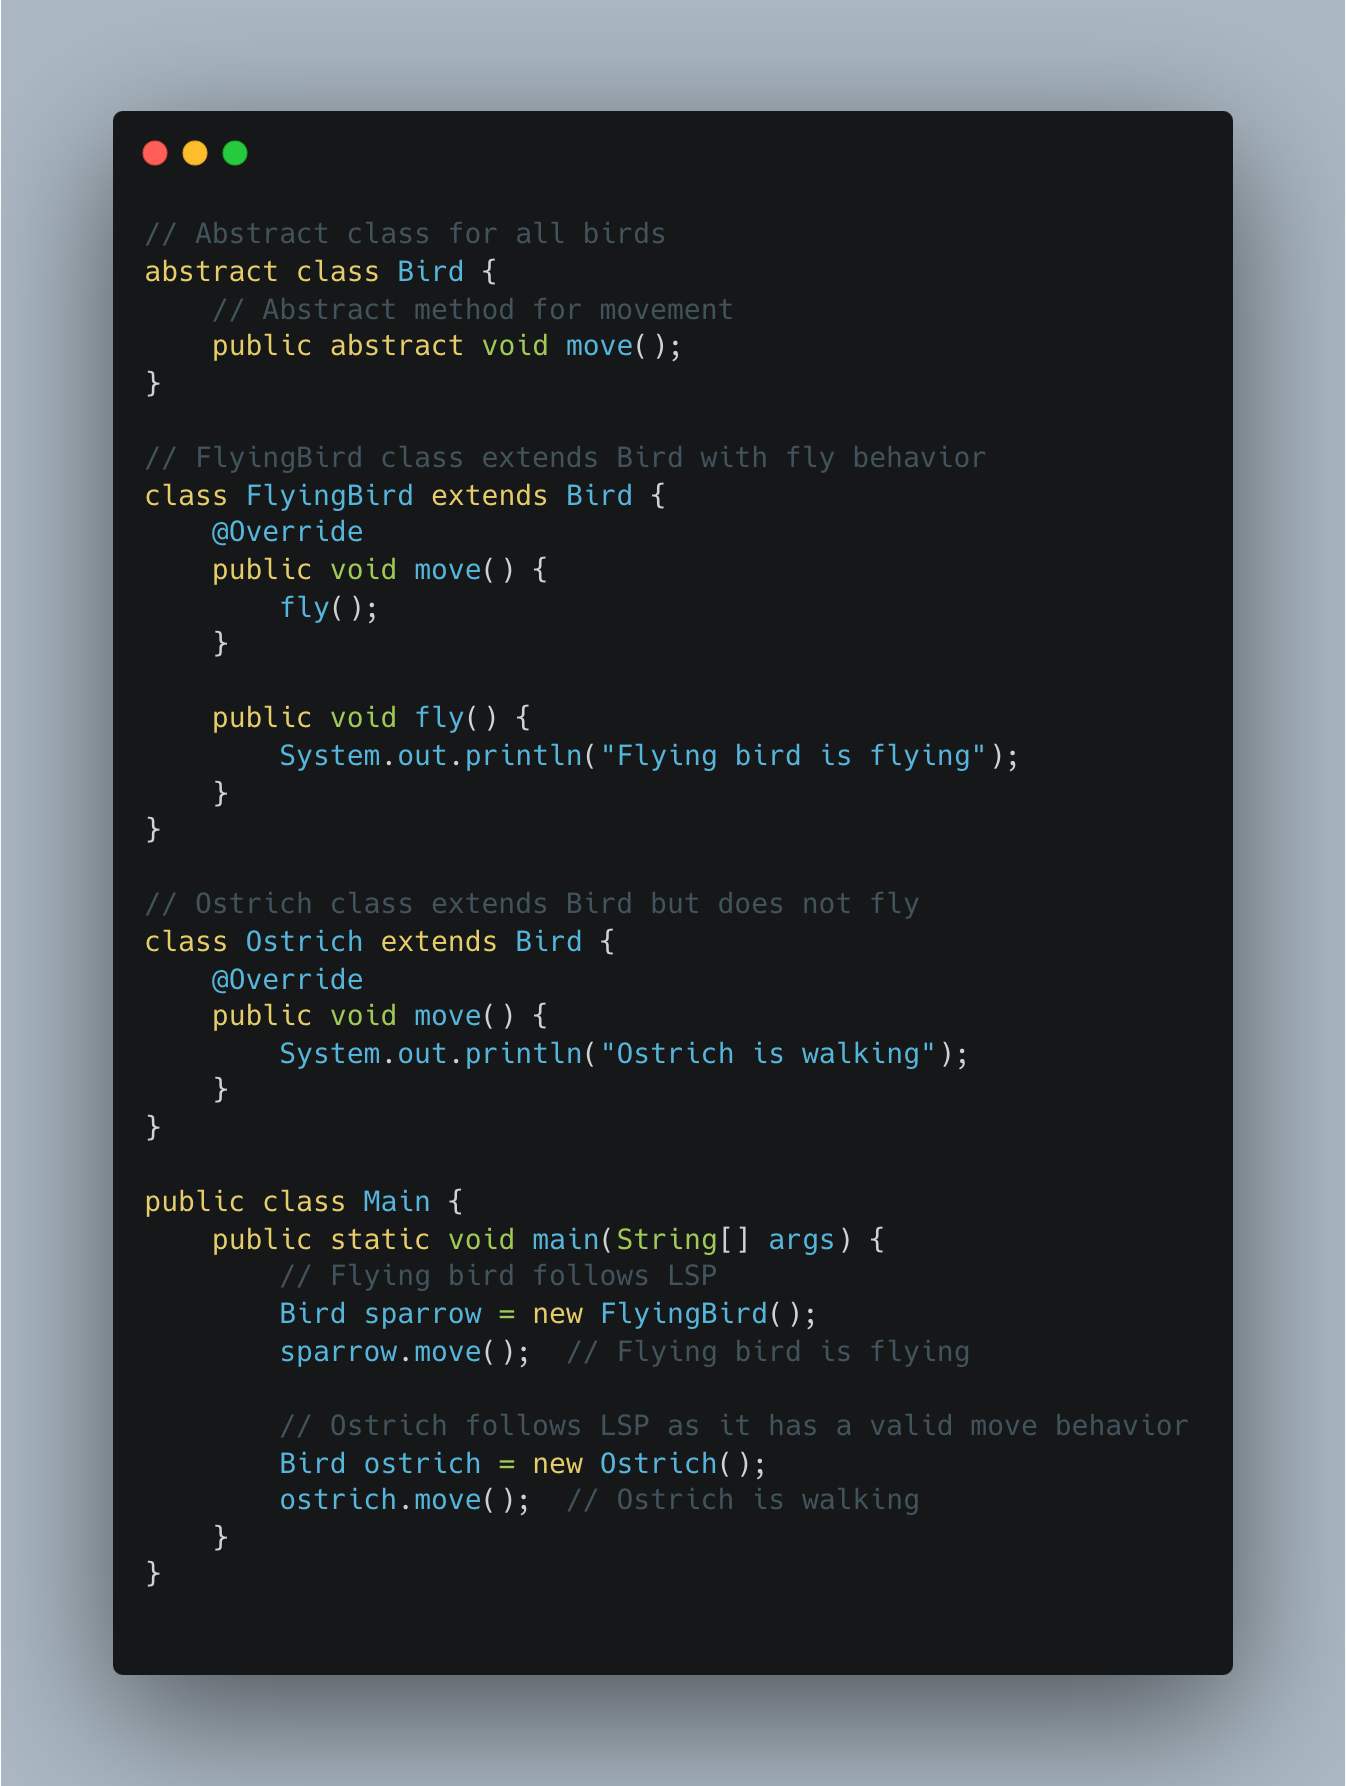 // Abstract class for all birds
abstract class Bird {
    // Abstract method for movement
    public abstract void move();
}

// FlyingBird class extends Bird with fly behavior
class FlyingBird extends Bird {
    @Override
    public void move() {
        fly();
    }

    public void fly() {
        System.out.println("Flying bird is flying");
    }
}

// Ostrich class extends Bird but does not fly
class Ostrich extends Bird {
    @Override
    public void move() {
        System.out.println("Ostrich is walking");
    }
}

public class Main {
    public static void main(String[] args) {
        // Flying bird follows LSP
        Bird sparrow = new FlyingBird();
        sparrow.move();  // Flying bird is flying

        // Ostrich follows LSP as it has a valid move behavior
        Bird ostrich = new Ostrich();
        ostrich.move();  // Ostrich is walking
    }
}